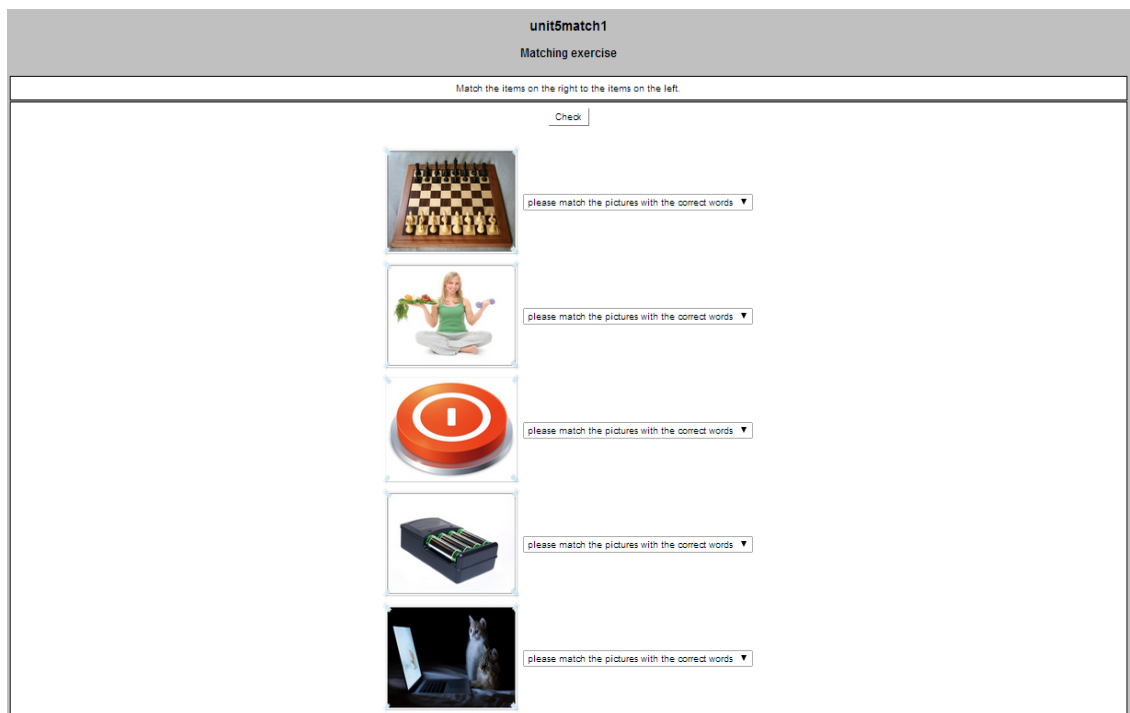 unit5match1
Matching exercise
Match the items on the right to the items on the left.
Check
please match the pictures with the correct words ▼
please match the pictures with the correct words ▼
please match the pictures with the correct words ▼
please match the pictures with the correct words ▼
please match the pictures with the correct words ▼